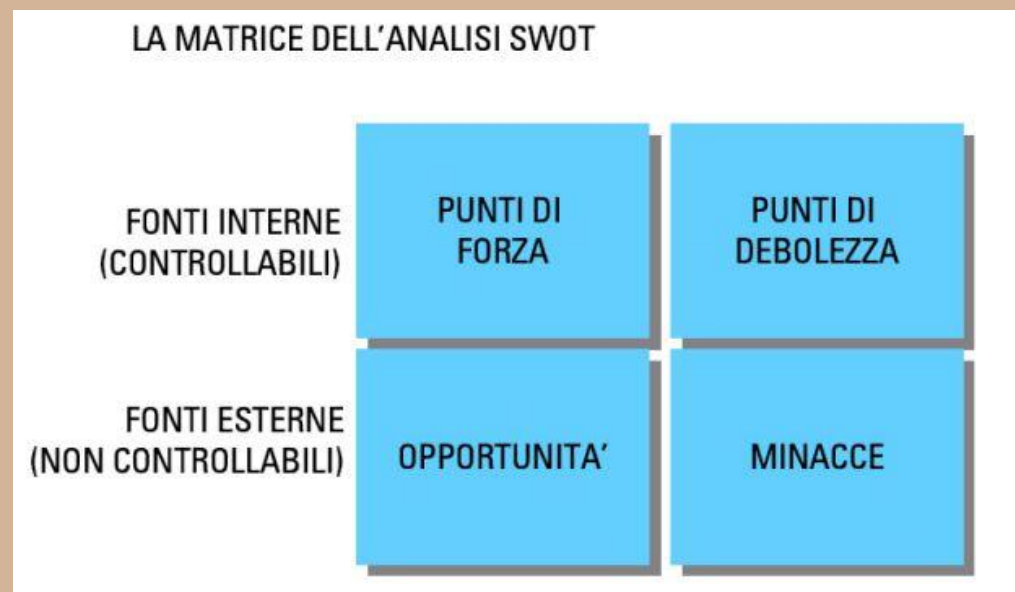 LA MATRICE DELL'ANALISI SWOT
FONTI INTERNE
(CONTROLLABILI)
PUNTI DI
FORZA
PUNTI DI
DEBOLEZZA
FONTI ESTERNE
(NON CONTROLLABILI)
OPPORTUNITA'
MINACCE